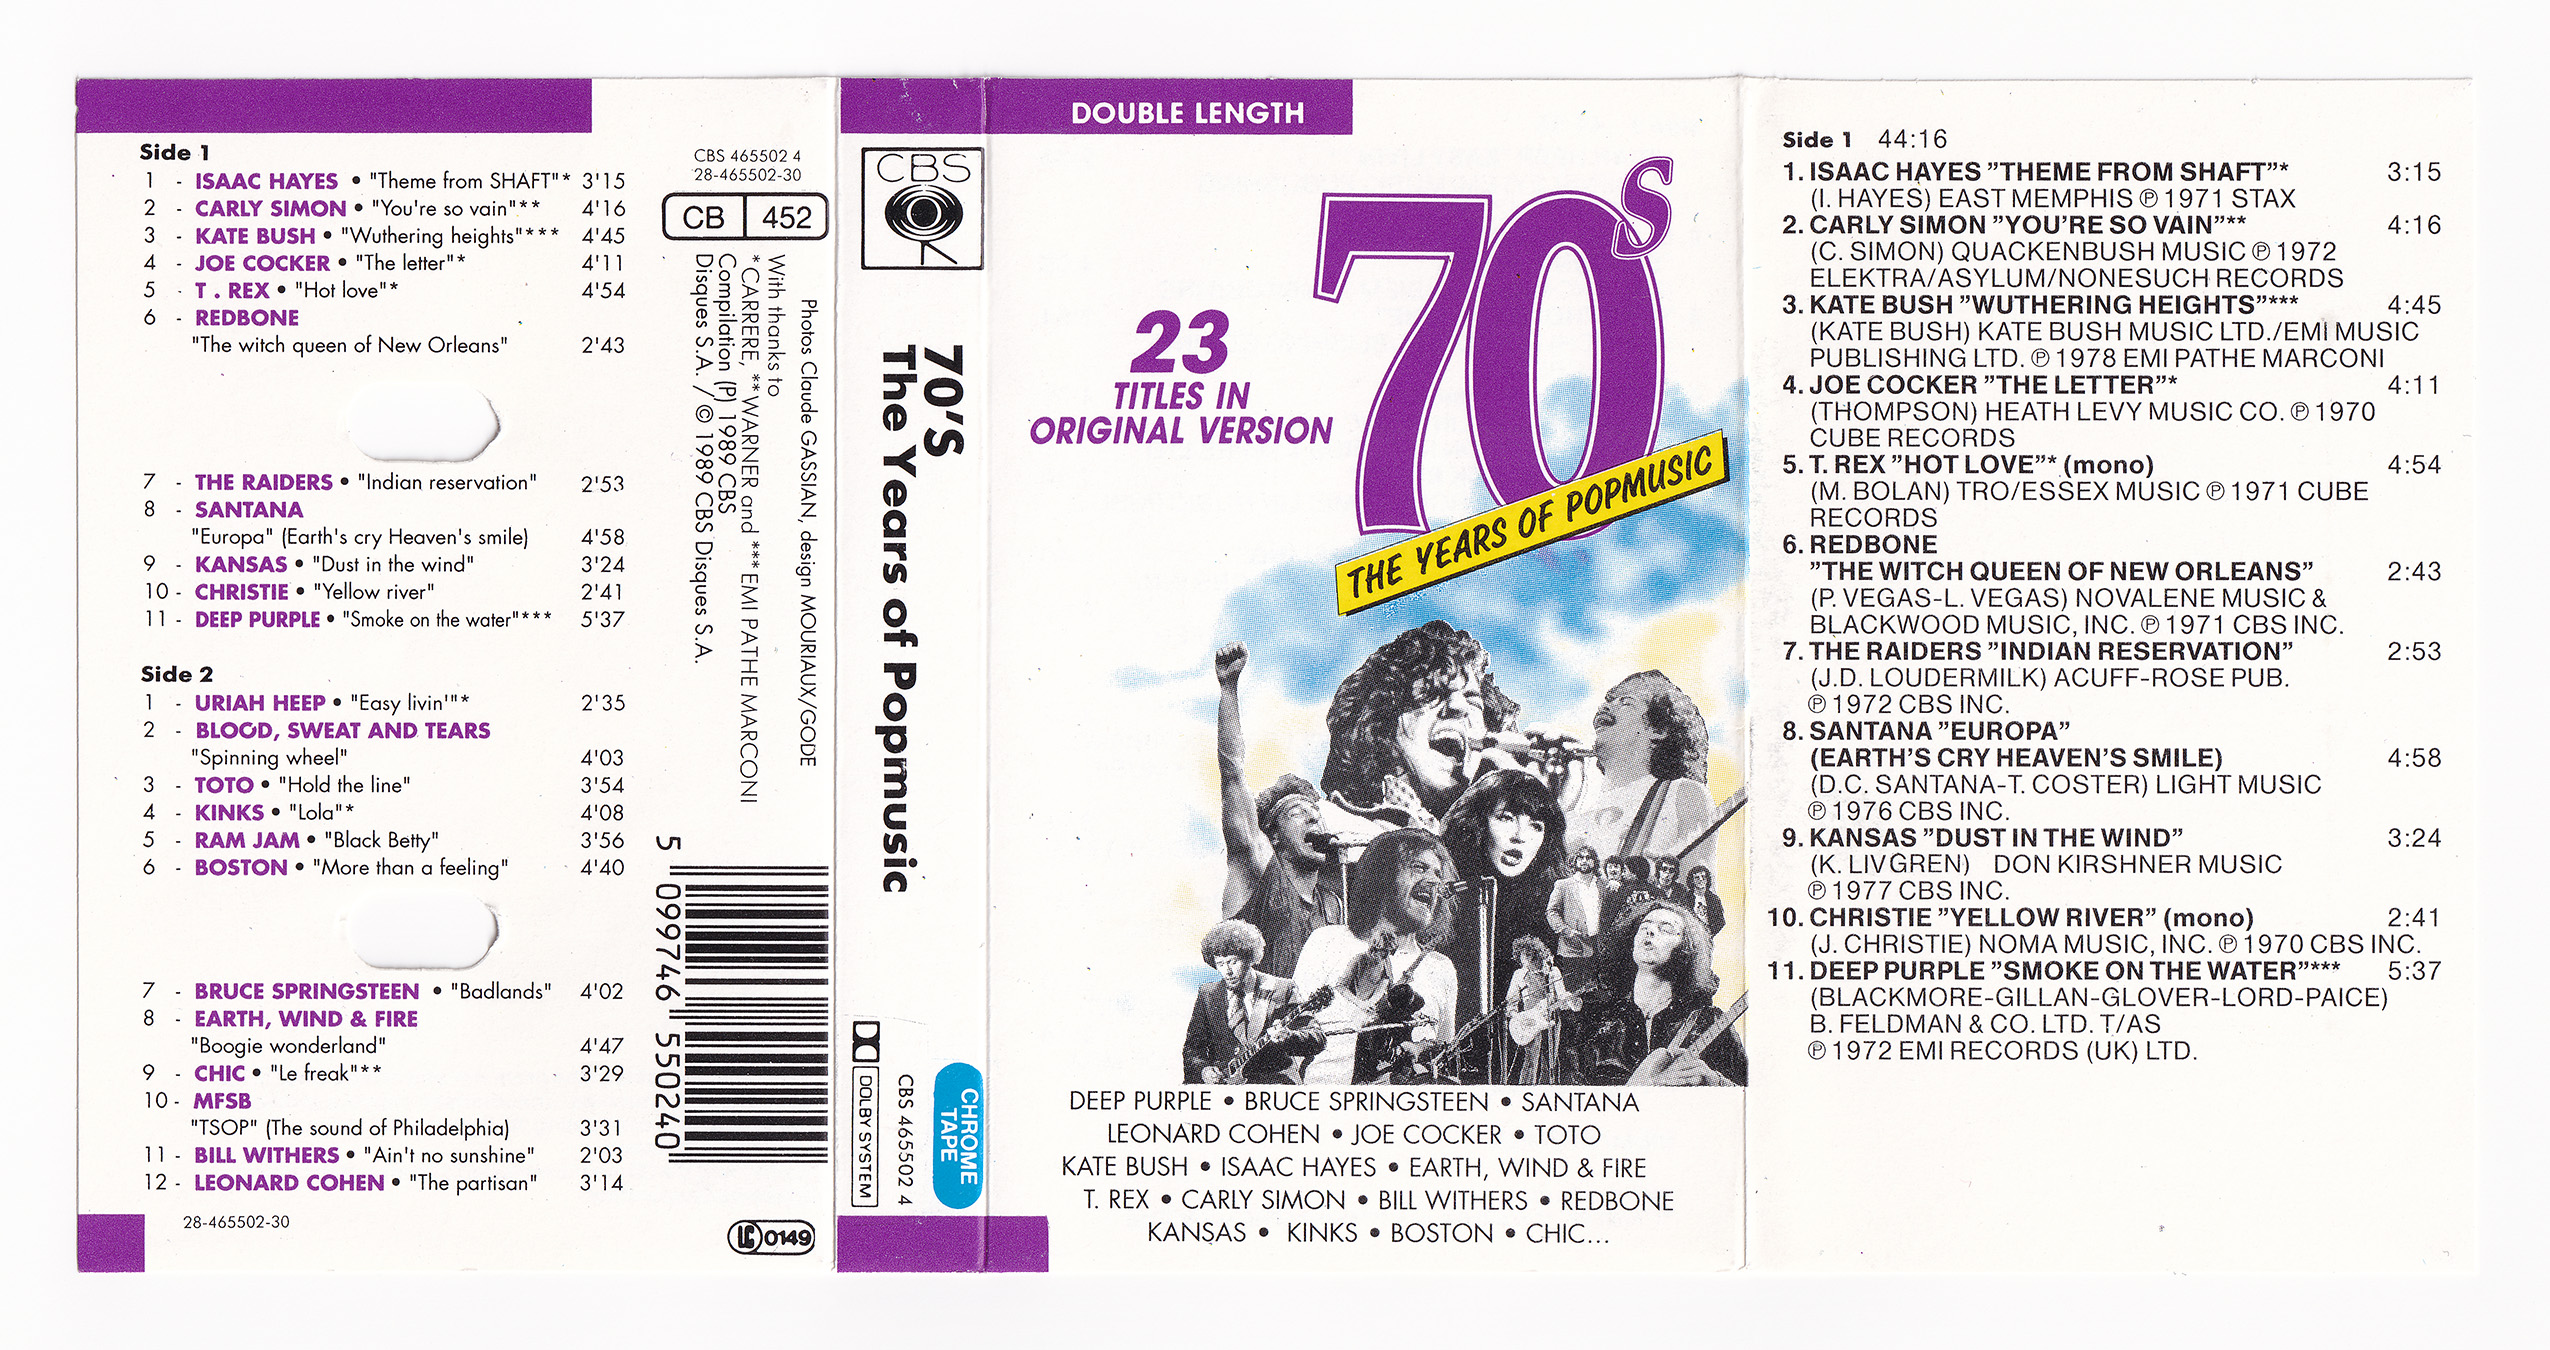 Side 1
1 - ISAAC HAYES • "Theme from SHAFT"* 3'15
2 - CARLY SIMON • "You're so vain"** 4'16
3 - KATE BUSH • "Wuthering heights"*** 4'45
4 - JOE COCKER • "The letter"* 4'11
5 - T. REX • "Hot love"* 4'54
6 - REDBONE
"The witch queen of New Orleans" 2'43
7 - THE RAIDERS • "Indian reservation" 2'53
8 - SANTANA
"Europa" (Earth's cry Heaven's smile) 4'58
9 - KANSAS • "Dust in the wind" 3'24
10 - CHRISTIE • "Yellow river" 2'41
11 - DEEP PURPLE • "Smoke on the water"*** 5'37
Side 2
1 - URIAH HEEP • "Easy livin'"* 2'35
2 - BLOOD, SWEAT AND TEARS
"Spinning wheel" 4'03
3 - TOTO • "Hold the line" 3'54
4 - KINKS • "Lola"* 4'08
5 - RAM JAM • "Black Betty" 3'56
6 - BOSTON • "More than a feeling" 4'40
7 - BRUCE SPRINGSTEEN • "Badlands" 4'02
8 - EARTH, WIND & FIRE
"Boogie wonderland" 4'47
9 - CHIC • "Le freak"** 3'29
10 - MFSB
"TSOP" (The sound of Philadelphia) 3'31
11 - BILL WITHERS • "Ain't no sunshine" 2'03
12 - LEONARD COHEN • "The partisan" 3'14
28-465502-30
CBS 465502 4
28-465502-30
CB 452
Photos Claude GASSIAN, design MOURIAUX/GODE
With thanks to
* CARRERE, ** WARNER and *** EMI PATHE MARCONI
Compilation (P) 1989 CBS
Disques S.A. / © 1989 CBS Disques S.A.
5 099746 550240
LC 0149
CBS
70'S
The Years of Popmusic
DOLBY SYSTEM
CBS 465502 4
CHROME
TAPE
DOUBLE LENGTH
70s
23
TITLES IN
ORIGINAL VERSION
THE YEARS OF POPMUSIC
DEEP PURPLE • BRUCE SPRINGSTEEN • SANTANA
LEONARD COHEN • JOE COCKER • TOTO
KATE BUSH • ISAAC HAYES • EARTH, WIND & FIRE
T. REX • CARLY SIMON • BILL WITHERS • REDBONE
KANSAS • KINKS • BOSTON • CHIC...
Side 1 44:16
1. ISAAC HAYES "THEME FROM SHAFT"* 3:15
(I. HAYES) EAST MEMPHIS ℗ 1971 STAX
2. CARLY SIMON "YOU'RE SO VAIN"** 4:16
(C. SIMON) QUACKENBUSH MUSIC ℗ 1972
ELEKTRA/ASYLUM/NONESUCH RECORDS
3. KATE BUSH "WUTHERING HEIGHTS"*** 4:45
(KATE BUSH) KATE BUSH MUSIC LTD./EMI MUSIC
PUBLISHING LTD. ℗ 1978 EMI PATHE MARCONI
4. JOE COCKER "THE LETTER"* 4:11
(THOMPSON) HEATH LEVY MUSIC CO. ℗ 1970
CUBE RECORDS
5. T. REX "HOT LOVE"* (mono) 4:54
(M. BOLAN) TRO/ESSEX MUSIC ℗ 1971 CUBE
RECORDS
6. REDBONE
"THE WITCH QUEEN OF NEW ORLEANS" 2:43
(P. VEGAS-L. VEGAS) NOVALENE MUSIC &
BLACKWOOD MUSIC, INC. ℗ 1971 CBS INC.
7. THE RAIDERS "INDIAN RESERVATION" 2:53
(J.D. LOUDERMILK) ACUFF-ROSE PUB.
℗ 1972 CBS INC.
8. SANTANA "EUROPA"
(EARTH'S CRY HEAVEN'S SMILE) 4:58
(D.C. SANTANA-T. COSTER) LIGHT MUSIC
℗ 1976 CBS INC.
9. KANSAS "DUST IN THE WIND" 3:24
(K. LIVGREN) DON KIRSHNER MUSIC
℗ 1977 CBS INC.
10. CHRISTIE "YELLOW RIVER" (mono) 2:41
(J. CHRISTIE) NOMA MUSIC, INC. ℗ 1970 CBS INC.
11. DEEP PURPLE "SMOKE ON THE WATER"*** 5:37
(BLACKMORE-GILLAN-GLOVER-LORD-PAICE)
B. FELDMAN & CO. LTD. T/AS
℗ 1972 EMI RECORDS (UK) LTD.